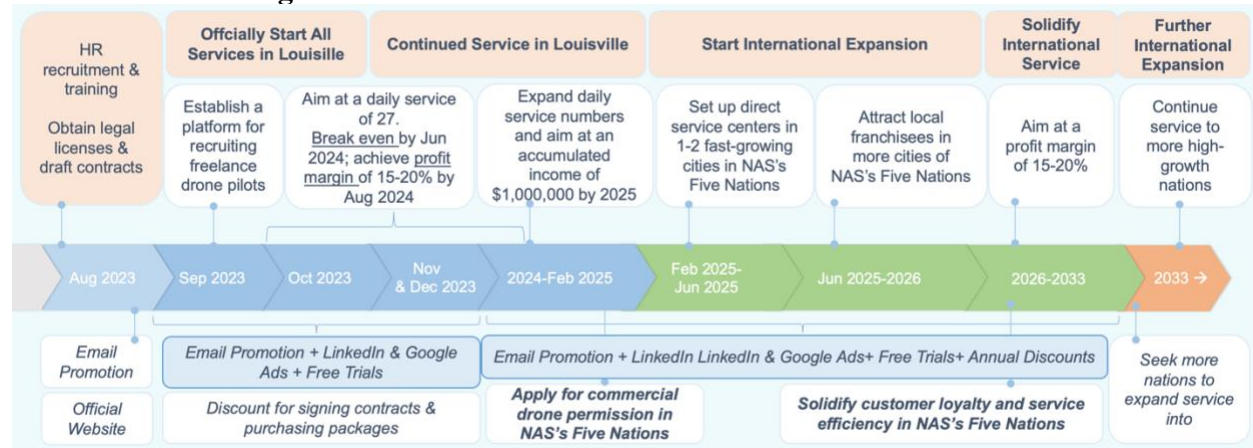 HR
recruitment &
training
Obtain legal
licenses &
draft contracts
Offcially Start All
Services in Louisille
Continued Service in Louisville
Start International Expansion
Solidify
International
Service
Further
International
Expansion
Establish a
platform for
recruiting
freelance
drone pilots
Aim at a daily service
of 27.
Break even by Jun
2024; achieve profit
margin of 15-20% by
Aug 2024
Expand daily
service numbers
and aim at an
accumulated
income of
$1,000,000 by 2025
Set up direct
service centers in
1-2 fast-growing
cities in NAS's
Five Nations
Attract local
franchisees in
more cities of
NAS's Five Nations
Aim at a
profit margin
of 15-20%
Continue
service to
more high-
growth
nations
Aug 2023
Sep 2023
Oct 2023
Nov
& Dec 2023
2024-Feb 2025
Feb 2025-
Jun 2025
Jun 2025-2026
2026-2033
2033 →
Email
Promotion
Official
Website
Email Promotion + LinkedIn & Google
Ads + Free Trials
Discount for signing contracts &
purchasing packages
Email Promotion + LinkedIn LinkedIn & Google Ads+ Free Trials+ Annual Discounts
Apply for commercial
drone permission in
NAS's Five Nations
Solidify customer loyalty and service
efficiency in NAS's Five Nations
Seek more
nations to
expand service
into